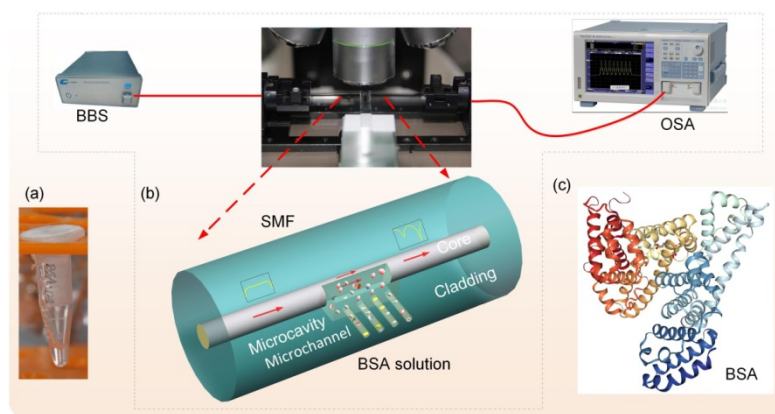 BBS
OSA
(a)
(b)
(c)
SMF
Core
Cladding
Microcavity
Microchannel
BSA solution
BSA